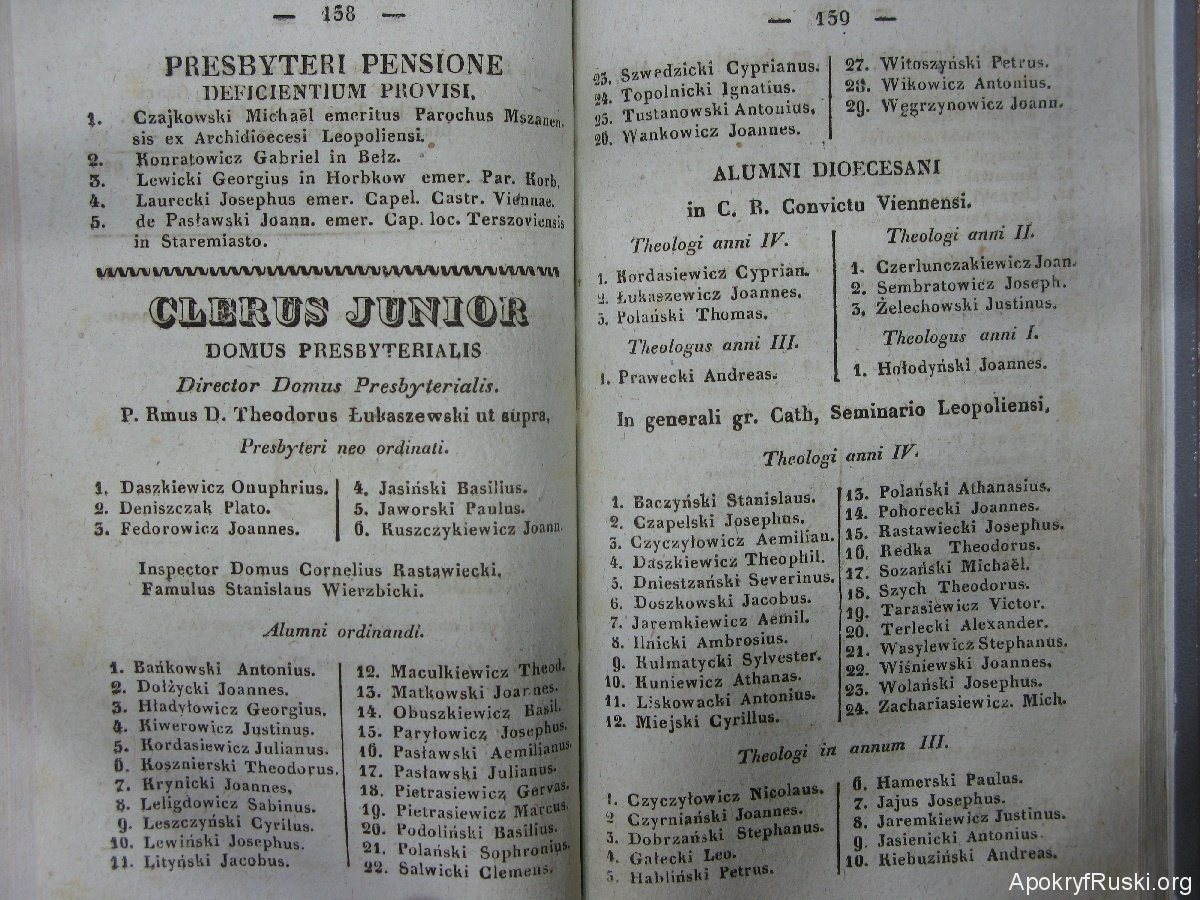 — 158 —
PRESBYTERI PENSIONE
DEFICIENTIUM PROVISI.
1. Czajkowski Michaël emeritus Parochus Mszanen.
sis ex Archidioecesi Leopoliensi.
2. Konratowicz Gabriel in Bełz.
3. Lewicki Georgius in Horbkow emer. Par. Korb,
4. Laurecki Josephus emer. Capel. Castr. Viennae.
5. de Pasławski Joann. emer. Cap. loc. Terszoviensis
in Staremiasto.
CLERUS JUNIOR
DOMUS PRESBYTERIALIS
Director Domus Presbyterialis.
P. Rmus D. Theodorus Łukaszewski ut supra,
Presbyteri neo ordinati.
1. Daszkiewicz Onuphrius.
2. Deniszczak Plato.
3. Fedorowicz Joannes.
4. Jasiński Basilius.
5. Jaworski Paulus.
6. Kuszczykiewicz Joann.
Inspector Domus Cornelius Rastawiecki,
Famulus Stanislaus Wierzbicki.
Alumni ordinandi.
1. Bańkowski Antonius.
2. Dołżycki Joannes.
3. Hładyłowicz Georgius.
4. Kiwerowicz Justinus.
5. Kordasiewicz Julianus.
6. Kosznierski Theodorus.
7. Krynicki Joannes,
8. Leligdowicz Sabinus.
9. Leszczyński Cyrilus.
10. Lewiński Josephus.
11. Lityński Jacobus.
12. Maculkiewicz Theod.
13. Matkowski Joannes.
14. Obuszkiewicz Basil.
15. Paryłowicz Josephus.
16. Pasławski Aemilianus.
17. Pasławski Julianus.
18. Pietrasiewicz Gervas.
19. Pietrasiewicz Marcus.
20. Podoliński Basilius.
21. Polański Sophronius.
22. Salwicki Clemens.
— 159 —
23. Szwedzicki Cyprianus.
24. Topolnicki Ignatius.
25. Tustanowski Antonius.
26. Wankowicz Joannes.
27. Witoszyński Petrus.
28. Wikowicz Antonius.
29. Węgrzynowicz Joann.
ALUMNI DIOECESANI
in C. R. Convictu Viennensi.
Theologi anni IV.
1. Kordasiewicz Cyprian.
2. Łukaszewicz Joannes.
3. Polański Thomas.
Theologus anni III.
1. Prawecki Andreas.
Theologi anni II.
1. Czerlunczakiewicz Joan.
2. Sembratowicz Joseph.
3. Żelechowski Justinus.
Theologus anni I.
1. Hołodyński Joannes.
In generali gr. Cath, Seminario Leopoliensi,
Theologi anni IV.
1. Baczyński Stanislaus.
2. Czapelski Josephus.
3. Czyczyłowicz Aemilian.
4. Daszkiewicz Theophil.
5. Dniestzański Severinus.
6. Doszkowski Jacobus.
7. Jaremkiewicz Aemil.
8. Ilnicki Ambrosius.
9. Kulmatycki Sylvester.
10. Kuniewicz Athanas.
11. Liskowacki Antonius.
12. Miejski Cyrillus.
13. Polański Athanasius.
14. Pohorecki Joannes.
15. Rastawiecki Josephus.
16. Redka Theodorus.
17. Sozański Michaël.
18. Szych Theodorus.
19. Tarasiewicz Victor.
20. Terlecki Alexander.
21. Wasylewicz Stephanus.
22. Wiśniewski Joannes,
23. Wolański Josephus.
24. Zachariasiewicz. Mich.
Theologi in annum III.
1. Czyczyłowicz Nicolaus.
2 Czyrniański Joannes.
3. Dobrzański Stephanus.
4. Gałecki Leo.
5. Habliński Petrus.
6. Hamerski Paulus.
7. Jajus Josephus.
8. Jaremkiewicz Justinus.
9. Jasienicki Antonius.
10. Kiebuziński Andreas.
ApokryfRuski.org